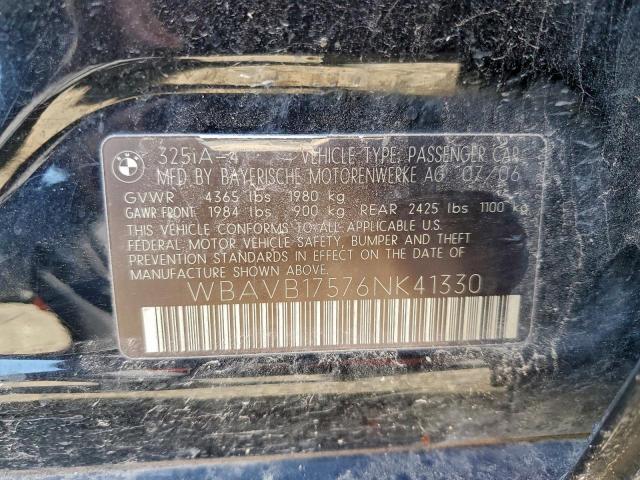 BMW
325iA-4 - VEHICLE TYPE: PASSENGER CAR
MFD BY BAYERISCHE MOTORENWERKE AG 07/06
GVWR 4365 lbs 1980 kg
GAWR FRONT 1984 lbs 900 kg REAR 2425 lbs 1100 kg
THIS VEHICLE CONFORMS TO ALL APPLICABLE U.S.
FEDERAL MOTOR VEHICLE SAFETY, BUMPER AND THEFT
PREVENTION STANDARDS IN EFFECT ON THE DATE OF
MANUFACTURE SHOWN ABOVE.
WBAVB17576NK41330